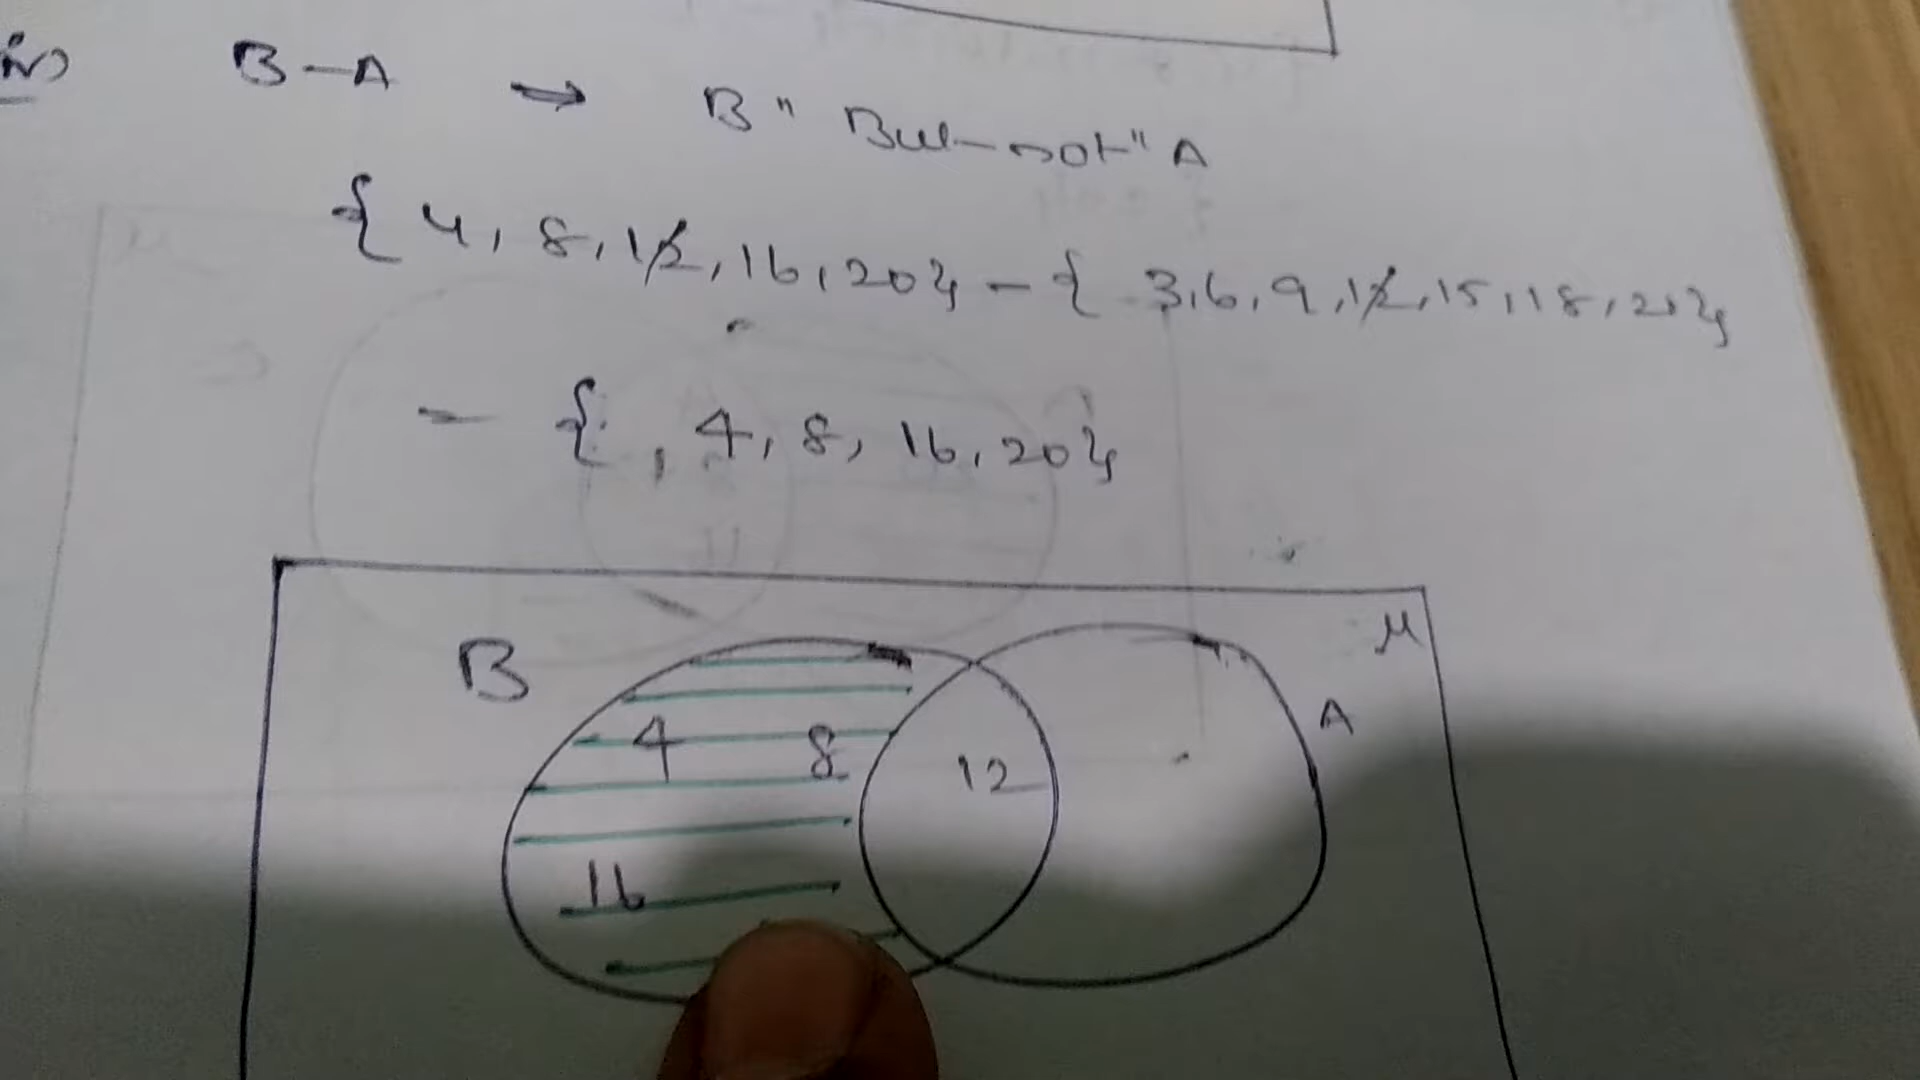 iv)
B-A → B "But-not" A
{ 4, 8, 12, 16, 20} - { 3, 6, 9, 12, 15, 18, 21}
- { , 4, 8, 16, 20}
B μ
A
4 8 12
16